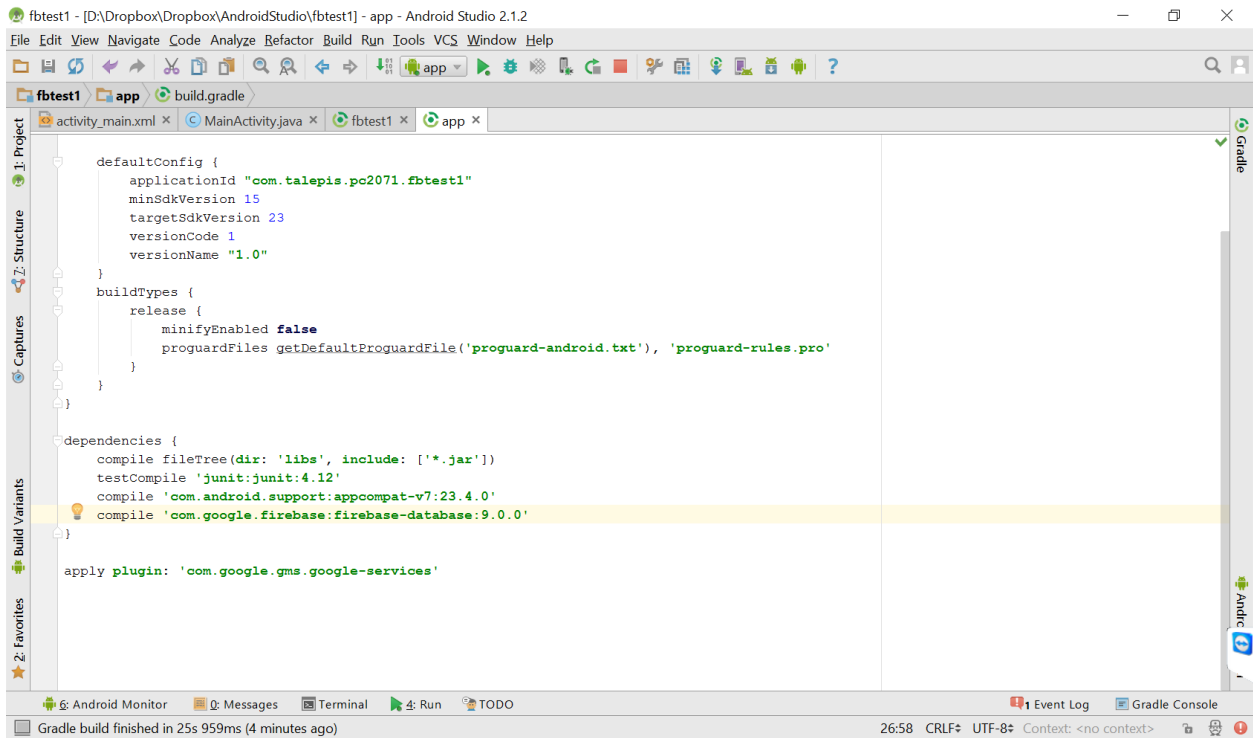 fbtest1 - [D:\Dropbox\Dropbox\AndroidStudio\fbtest1] - app - Android Studio 2.1.2
File Edit View Navigate Code Analyze Refactor Build Run Tools VCS Window Help
app
fbtest1 app build.gradle
activity_main.xml MainActivity.java fbtest1 app
1: Project
7: Structure
Captures
Build Variants
2: Favorites
defaultConfig {
applicationId "com.talepis.pc2071.fbtest1"
minSdkVersion 15
targetSdkVersion 23
versionCode 1
versionName "1.0"
}
buildTypes {
release {
minifyEnabled false
proguardFiles getDefaultProguardFile('proguard-android.txt'), 'proguard-rules.pro'
}
}
}
dependencies {
compile fileTree(dir: 'libs', include: ['*.jar'])
testCompile 'junit:junit:4.12'
compile 'com.android.support:appcompat-v7:23.4.0'
compile 'com.google.firebase:firebase-database:9.0.0'
}
apply plugin: 'com.google.gms.google-services'
Gradle
6: Android Monitor 0: Messages Terminal 4: Run TODO 1 Event Log Gradle Console
Gradle build finished in 25s 959ms (4 minutes ago) 26:58 CRLF UTF-8 Context: <no context>